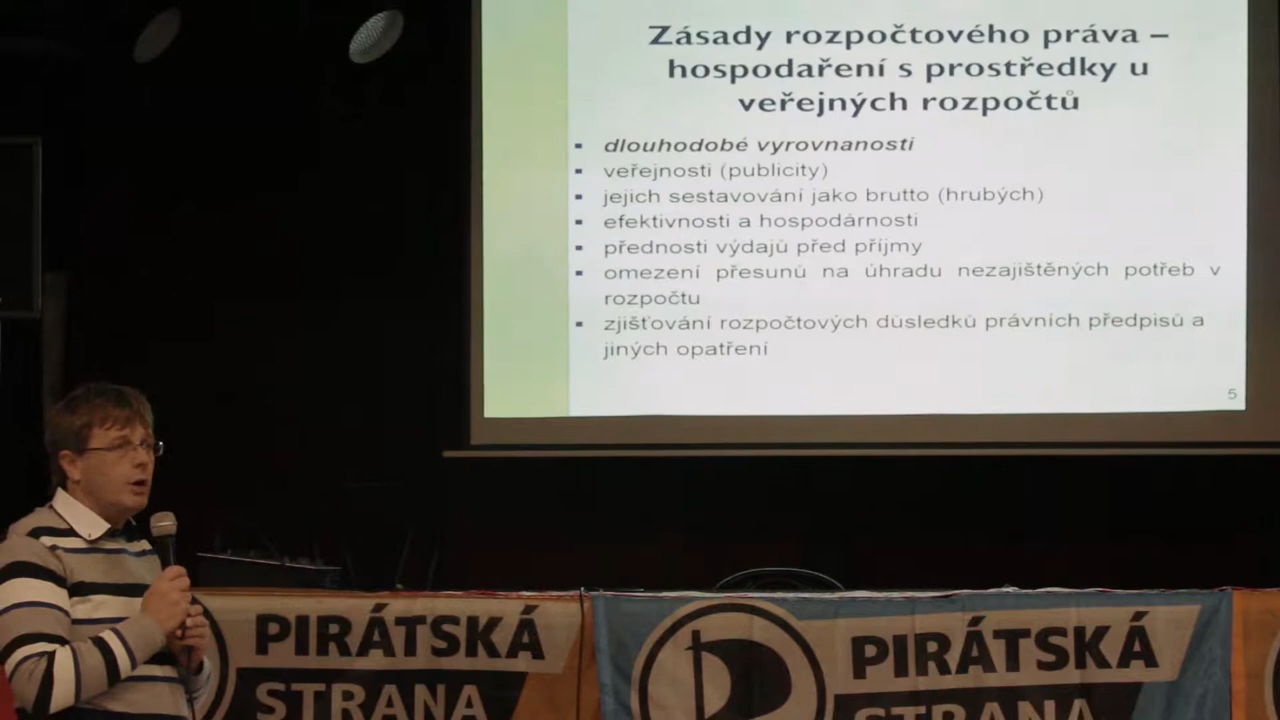 Zásady rozpočtového práva –
hospodaření s prostředky u
veřejných rozpočtů
▪ dlouhodobé vyrovnanosti
▪ veřejnosti (publicity)
▪ jejich sestavování jako brutto (hrubých)
▪ efektivnosti a hospodárnosti
▪ přednosti výdajů před příjmy
▪ omezení přesunů na úhradu nezajištěných potřeb v
rozpočtu
▪ zjišťování rozpočtových důsledků právních předpisů a
jiných opatření
5
PIRÁTSKÁ
STRANA
PIRÁTSKÁ
STRANA